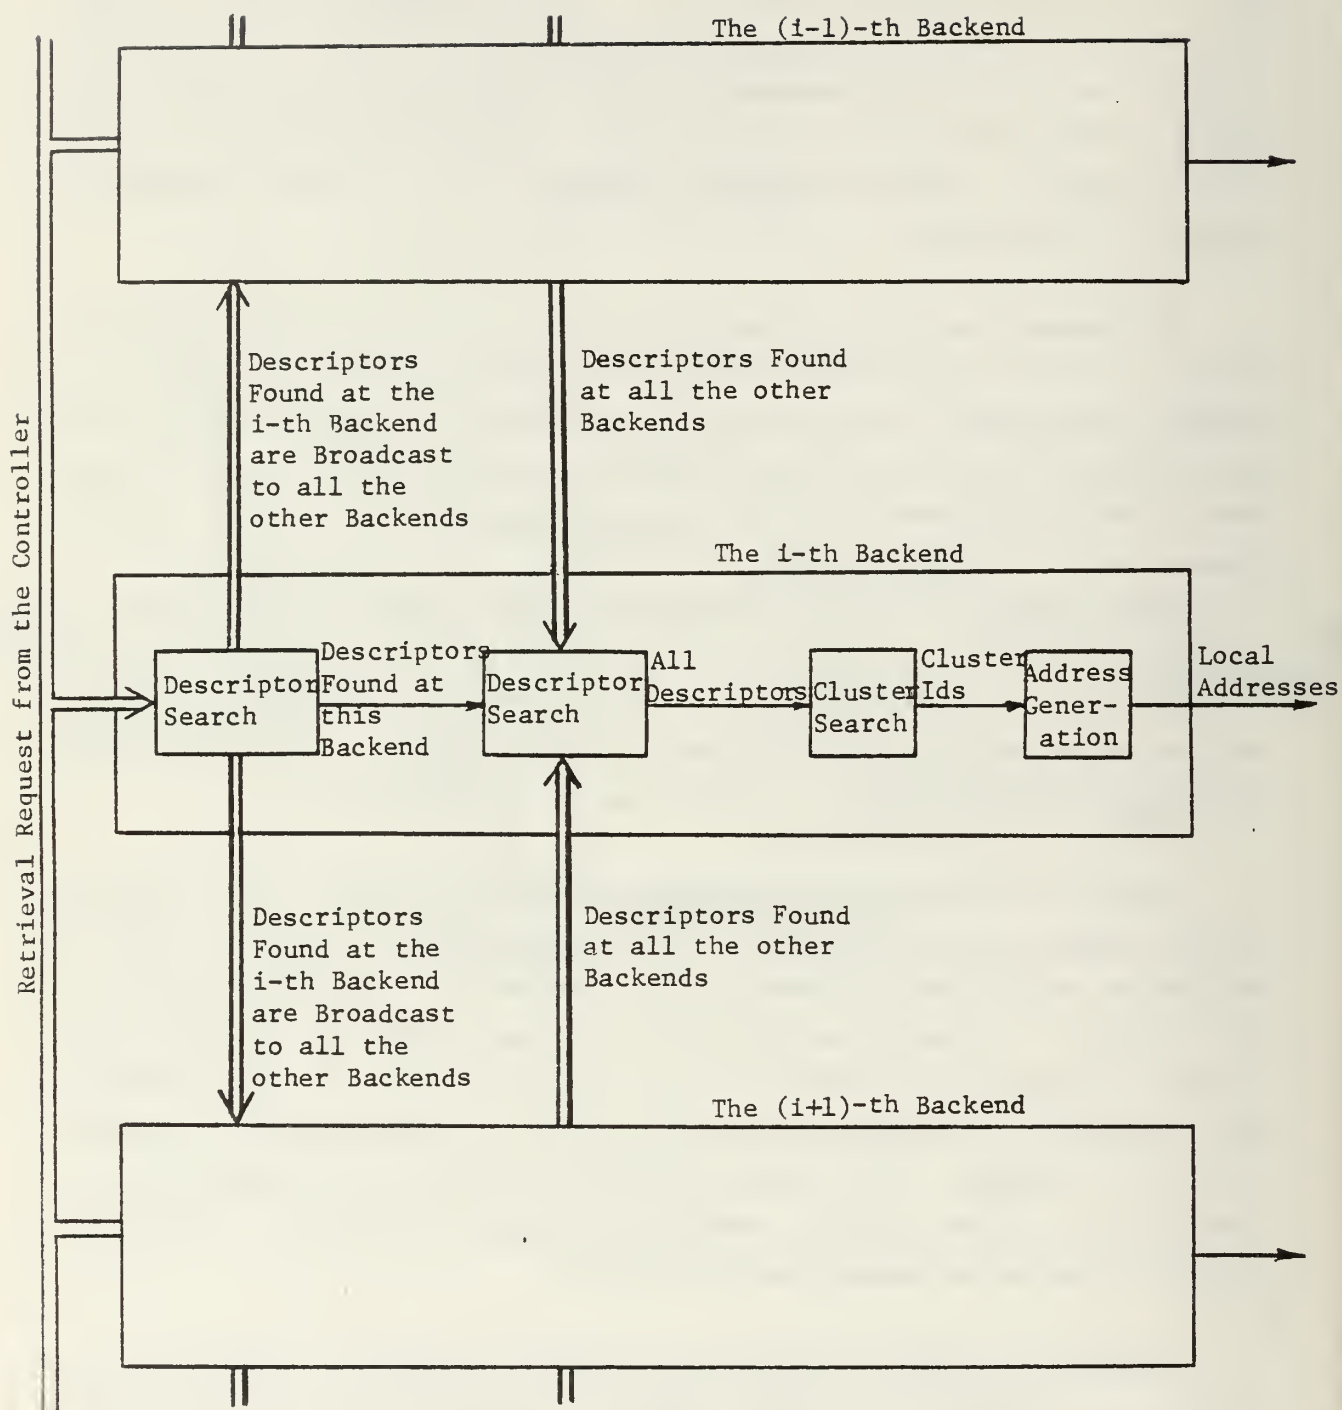 The (i-1)-th Backend
Retrieval Request from the Controller
Descriptors
Found at the
i-th Backend
are Broadcast
to all the
other Backends
Descriptors Found
at all the other
Backends
The i-th Backend
Descriptor
Search
Descriptors
Found at
this
Backend
Descriptor
Search
All
Descriptors
Cluster
Search
Cluster
Ids
Address
Gener-
ation
Local
Addresses
Descriptors
Found at the
i-th Backend
are Broadcast
to all the
other Backends
Descriptors Found
at all the other
Backends
The (i+1)-th Backend